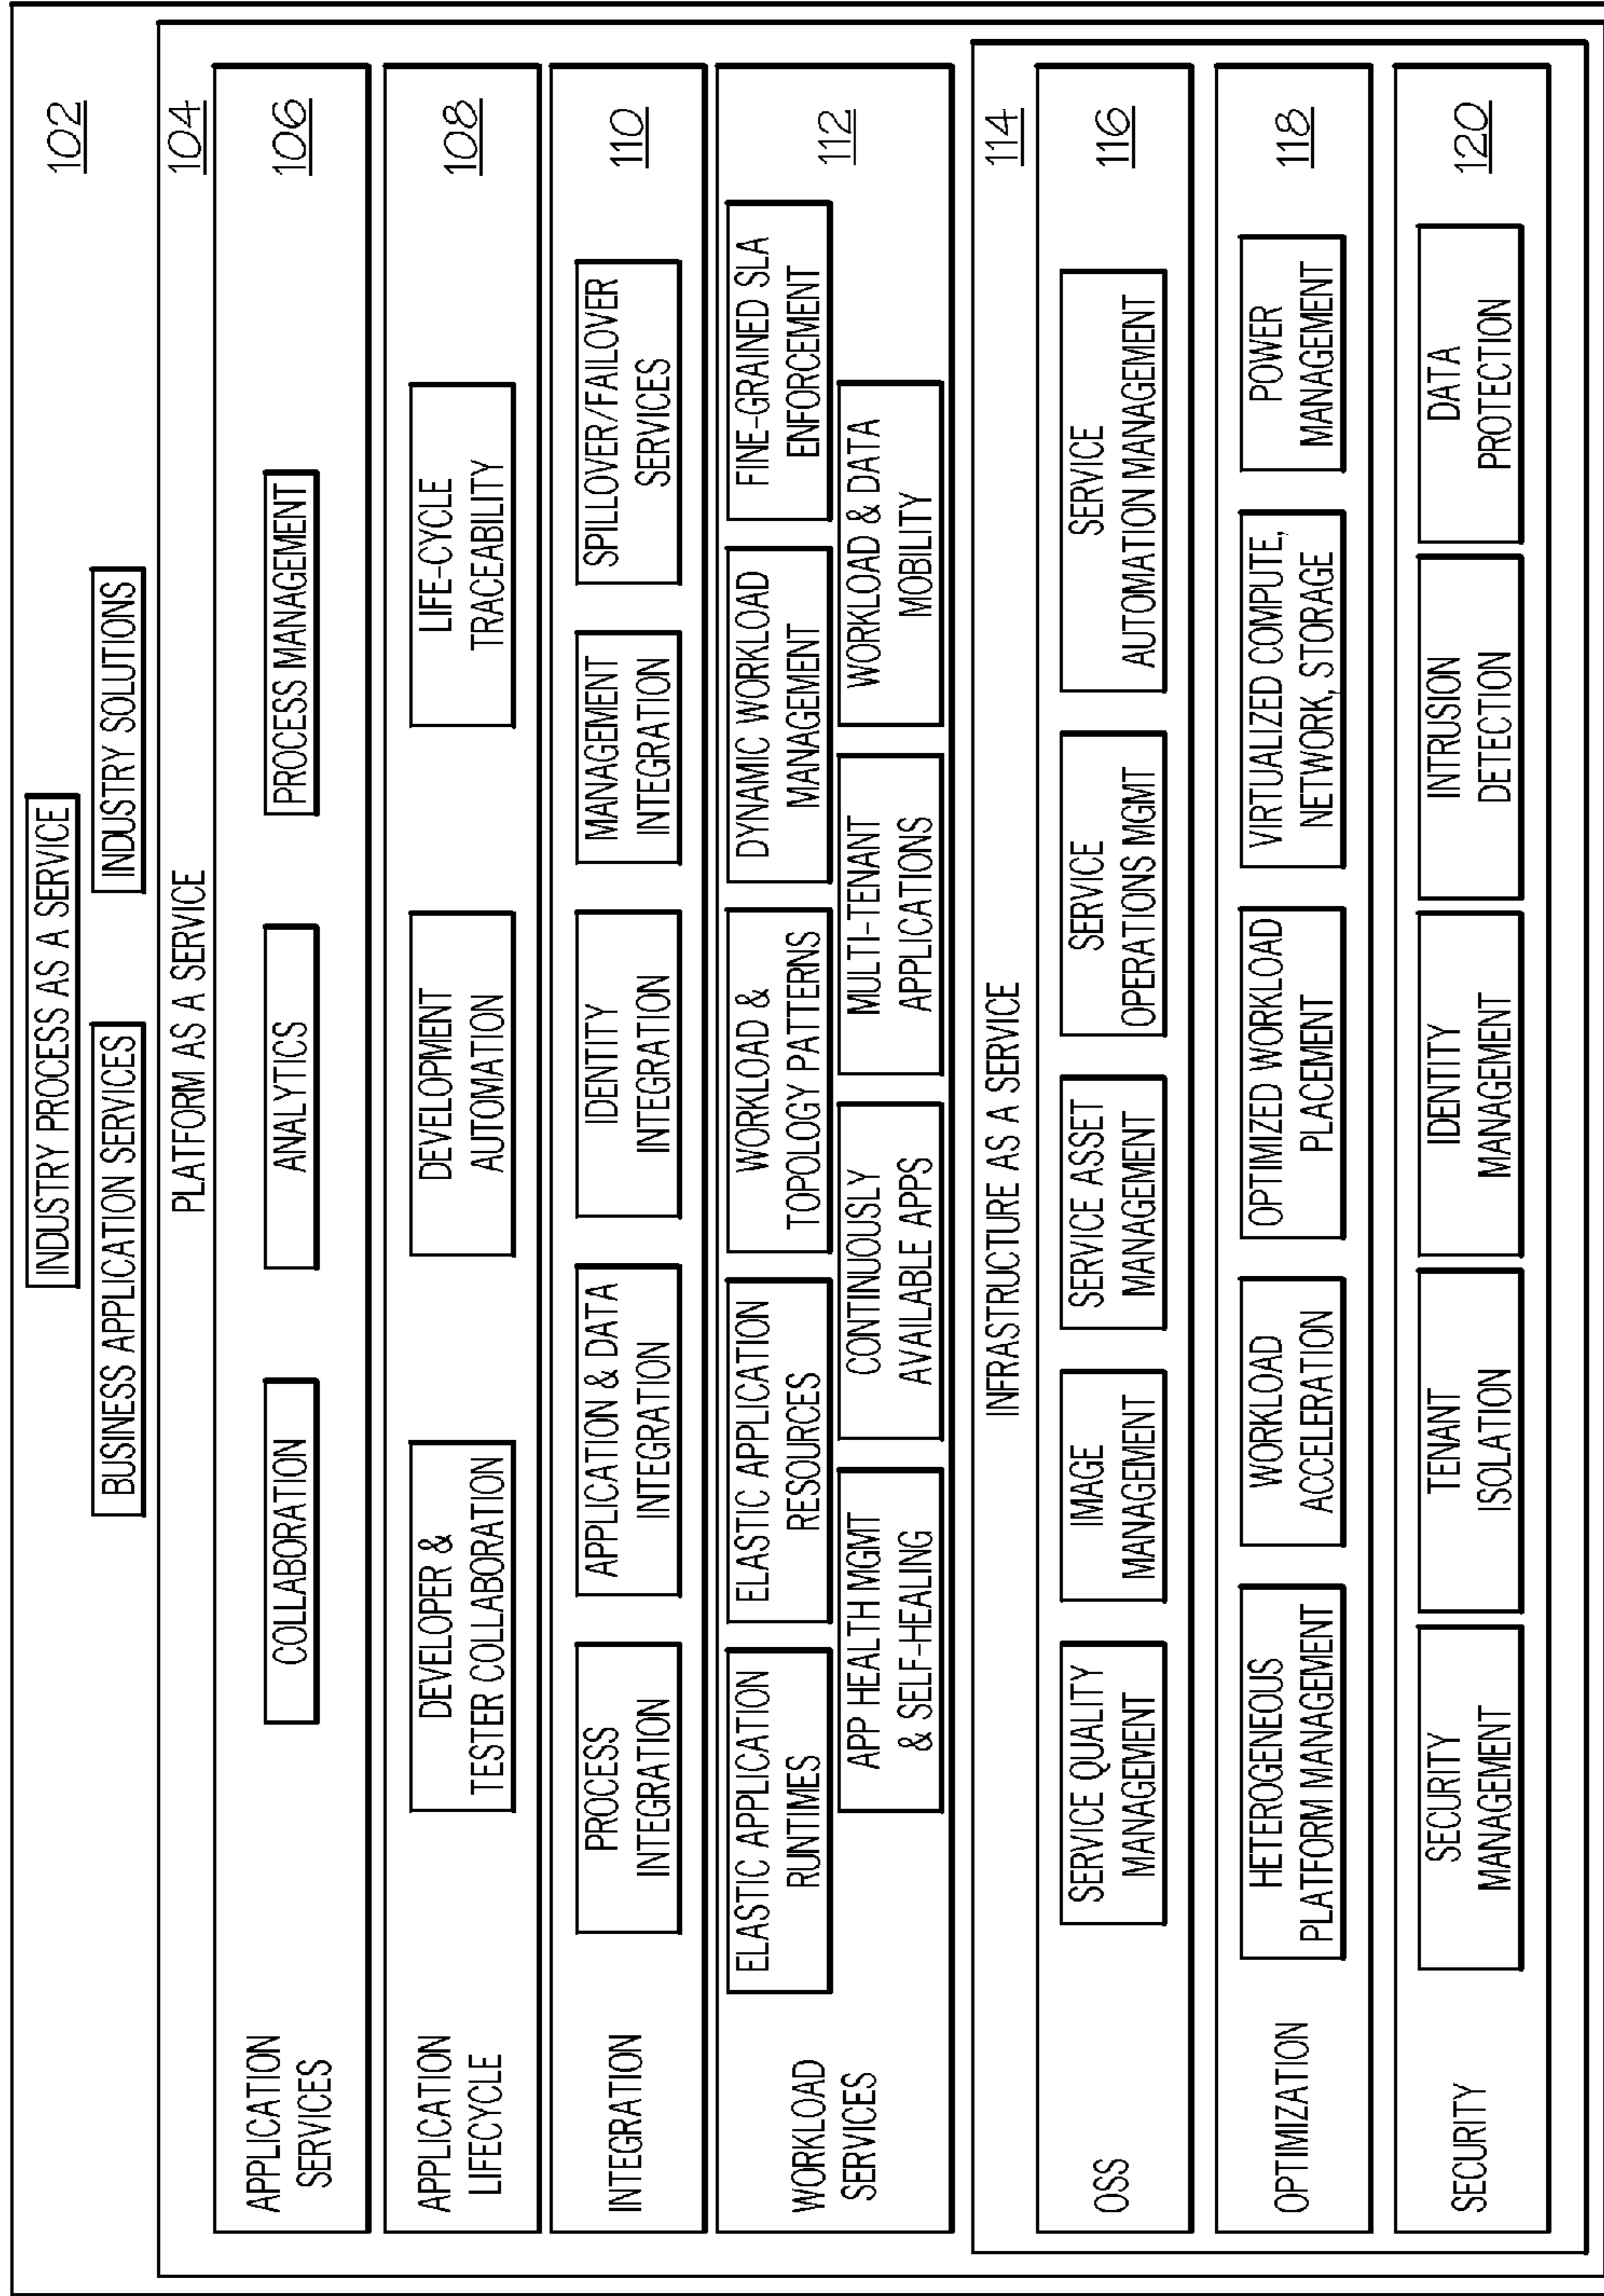 INDUSTRY PROCESS AS A SERVICE
102
BUSINESS APPLICATION SERVICES
INDUSTRY SOLUTIONS
PLATFORM AS A SERVICE
104
APPLICATION
SERVICES
COLLABORATION
ANALYTICS
PROCESS MANAGEMENT
106
APPLICATION
LIFECYCLE
DEVELOPER &
TESTER COLLABORATION
DEVELOPMENT
AUTOMATION
LIFE-CYCLE
TRACEABILITY
108
INTEGRATION
PROCESS
INTEGRATION
APPLICATION & DATA
INTEGRATION
IDENTITY
INTEGRATION
MANAGEMENT
INTEGRATION
SPILLOVER/FAILOVER
SERVICES
110
WORKLOAD
SERVICES
ELASTIC APPLICATION
RUNTIMES
ELASTIC APPLICATION
RESOURCES
WORKLOAD &
TOPOLOGY PATTERNS
DYNAMIC WORKLOAD
MANAGEMENT
FINE-GRAINED SLA
ENFORCEMENT
112
APP HEALTH MGMT
& SELF-HEALING
CONTINUOUSLY
AVAILABLE APPS
MULTI-TENANT
APPLICATIONS
WORKLOAD & DATA
MOBILITY
INFRASTRUCTURE AS A SERVICE
114
OSS
SERVICE QUALITY
MANAGEMENT
IMAGE
MANAGEMENT
SERVICE ASSET
MANAGEMENT
SERVICE
OPERATIONS MGMT
SERVICE
AUTOMATION MANAGEMENT
116
OPTIMIZATION
HETEROGENEOUS
PLATFORM MANAGEMENT
WORKLOAD
ACCELERATION
OPTIMIZED WORKLOAD
PLACEMENT
VIRTUALIZED COMPUTE,
NETWORK, STORAGE
POWER
MANAGEMENT
118
SECURITY
SECURITY
MANAGEMENT
TENANT
ISOLATION
IDENTITY
MANAGEMENT
INTRUSION
DETECTION
DATA
PROTECTION
120